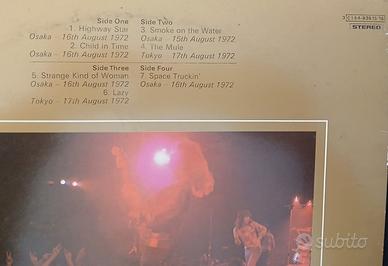 Side One
1. Highway Star
Osaka – 16th August 1972
2. Child in Time
Osaka – 16th August 1972
Side Two
3. Smoke on the Water
Osaka – 15th August 1972
4. The Mule
Tokyo – 17th August 1972
Side Three
5. Strange Kind of Woman
Osaka – 16th August 1972
6. Lazy
Tokyo – 17th August 1972
Side Four
7. Space Truckin'
Osaka – 16th August 1972
STEREO
subito